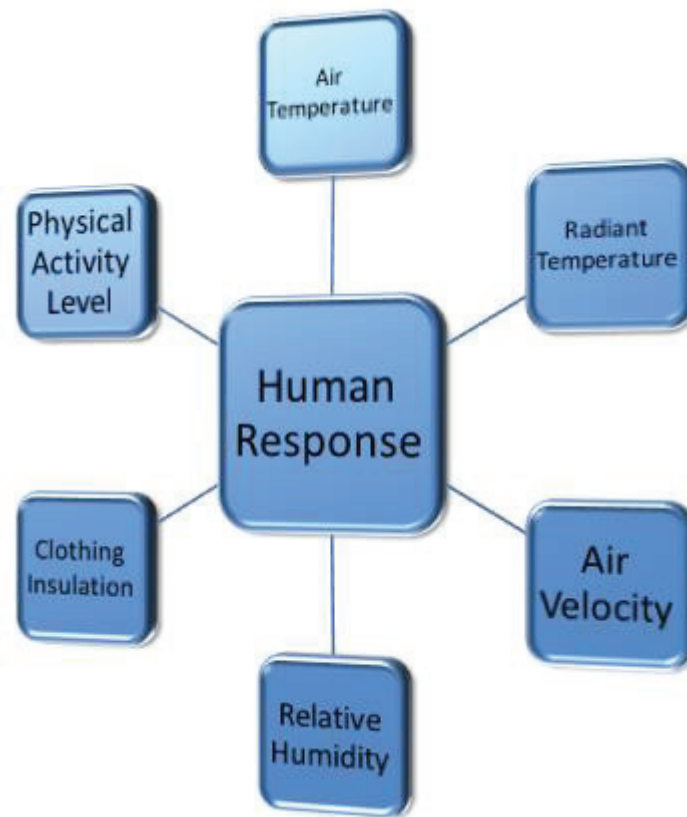 Air
Temperature
Radiant
Temperature
Physical
Activity
Level
Human
Response
Clothing
Insulation
Air
Velocity
Relative
Humidity